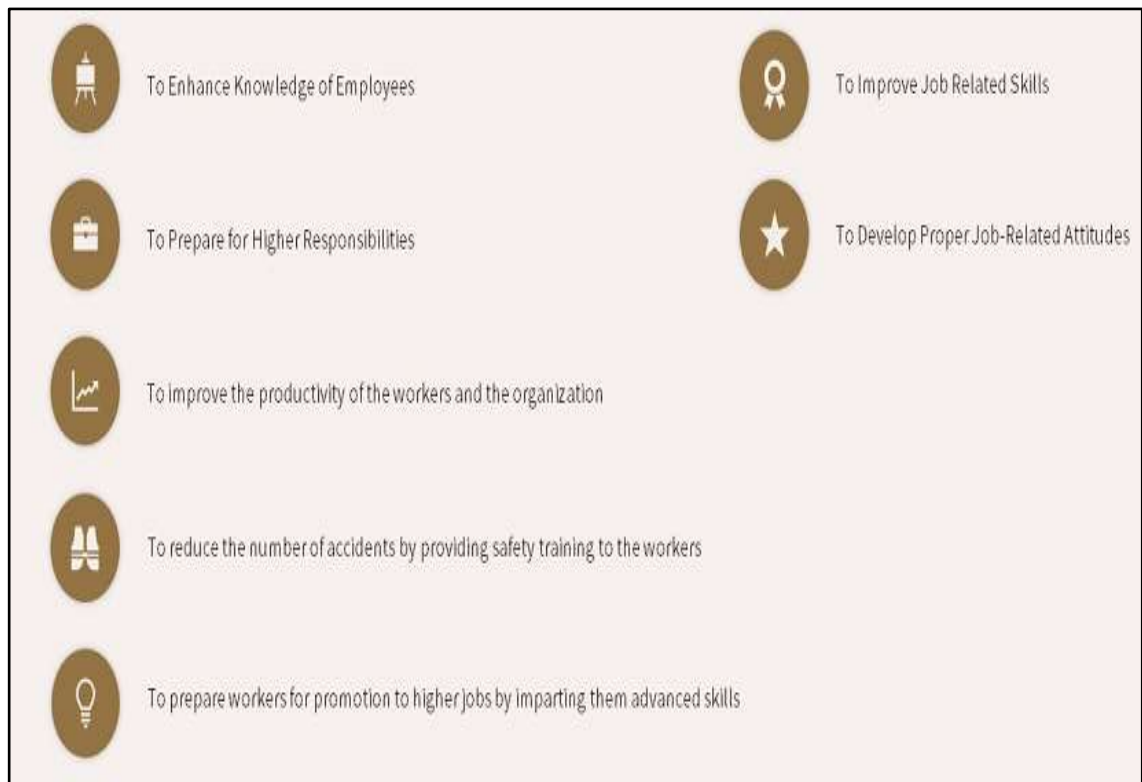 To Enhance Knowledge of Employees
To Improve Job Related Skills
To Prepare for Higher Responsibilities
To Develop Proper Job-Related Attitudes
To improve the productivity of the workers and the organization
To reduce the number of accidents by providing safety training to the workers
To prepare workers for promotion to higher jobs by imparting them advanced skills